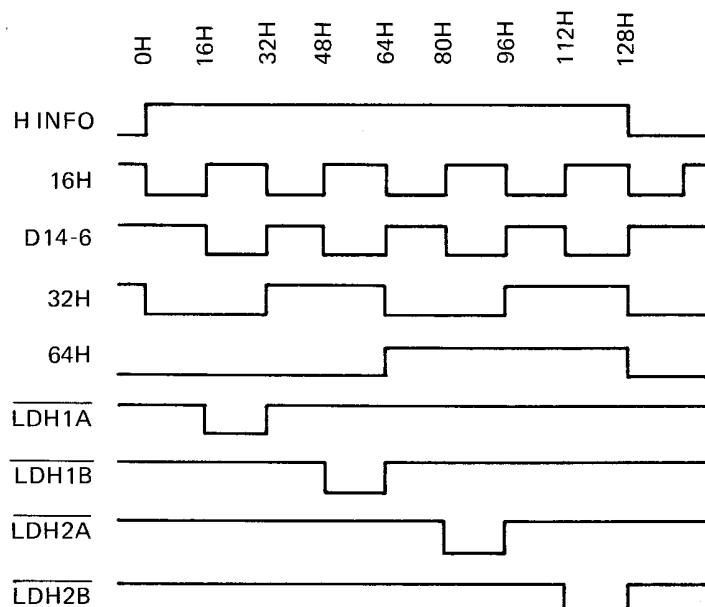 0H 16H 32H 48H 64H 80H 96H 112H 128H
H INFO
16H
D14-6
32H
64H
LDH1A
LDH1B
LDH2A
LDH2B